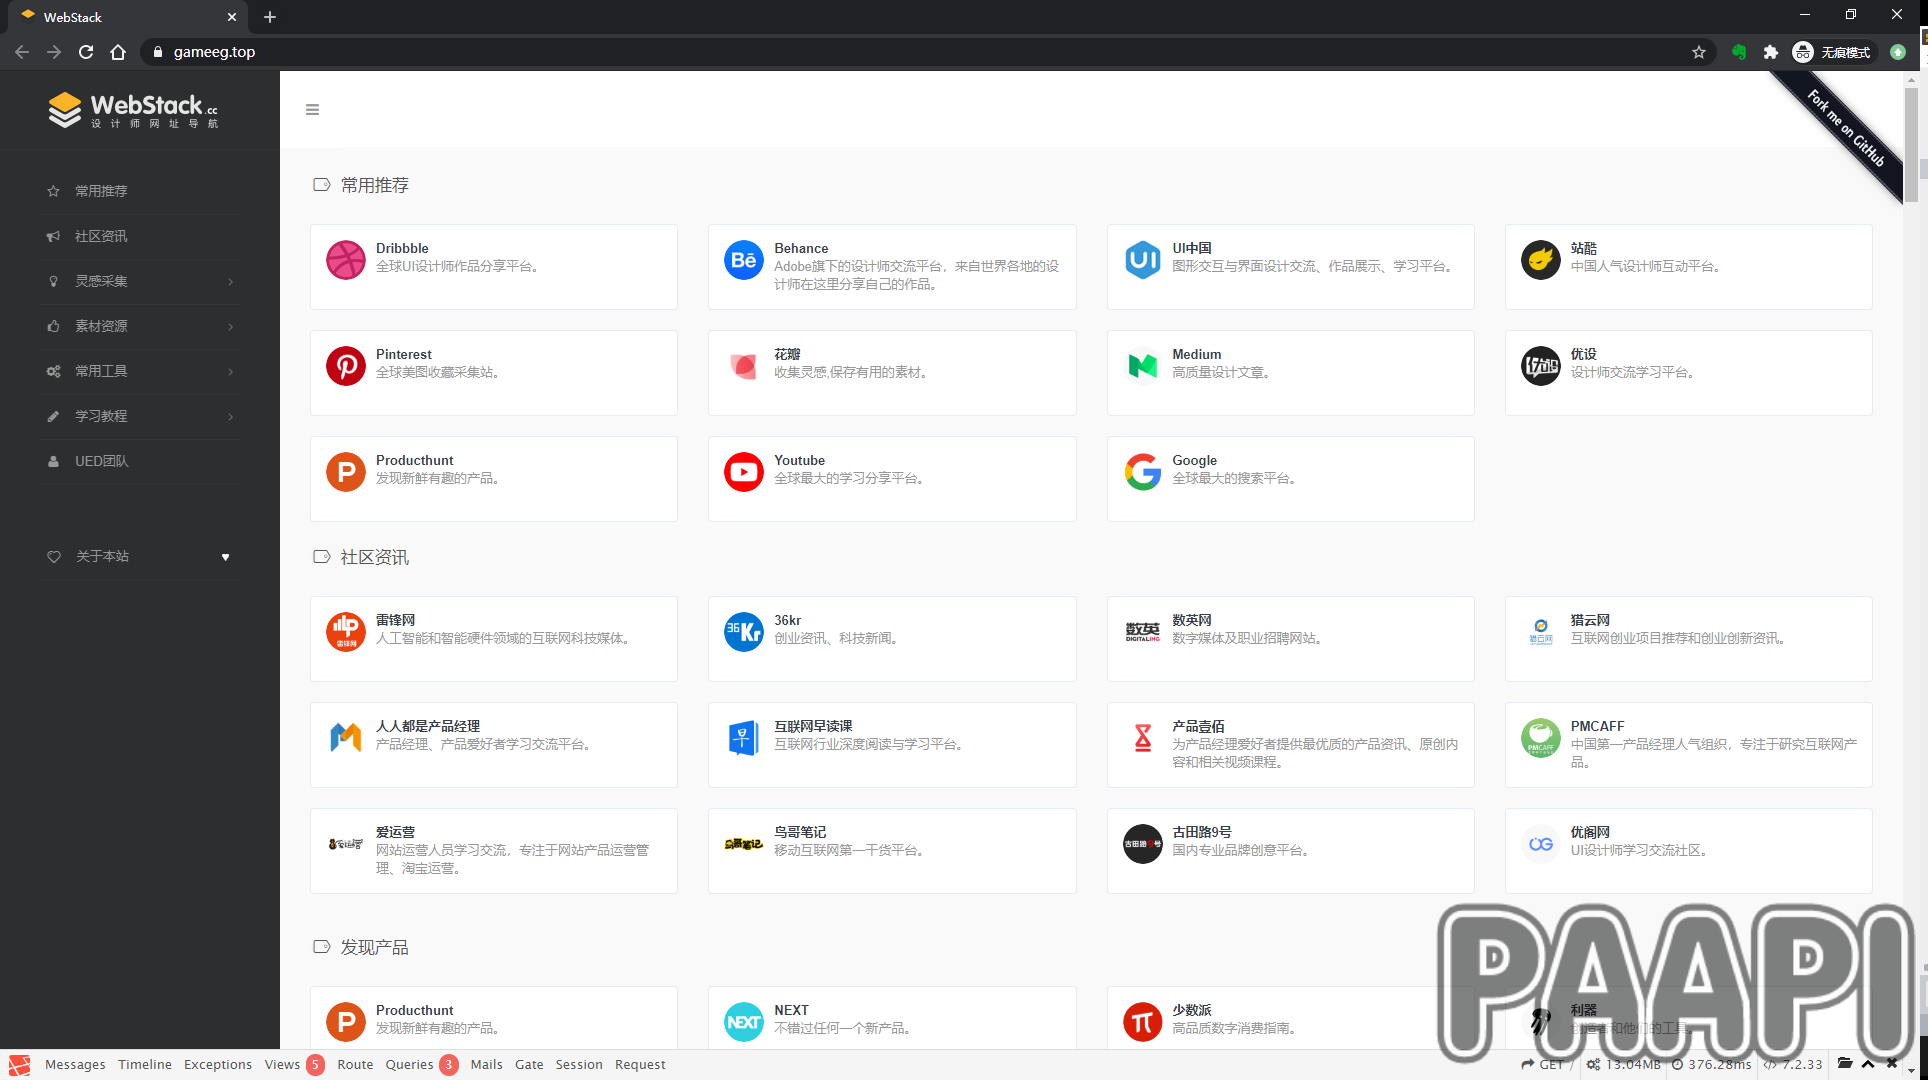 WebStack
gameeg.top
无痕模式
WebStack.cc
设计师网址导航
Fork me on GitHub
常用推荐
社区资讯
灵感采集
素材资源
常用工具
学习教程
UED团队
关于本站
常用推荐
Dribbble
全球UI设计师作品分享平台。
Behance
Adobe旗下的设计师交流平台，来自世界各地的设
计师在这里分享自己的作品。
UI中国
图形交互与界面设计交流、作品展示、学习平台。
站酷
中国人气设计师互动平台。
Pinterest
全球美图收藏采集站。
花瓣
收集灵感,保存有用的素材。
Medium
高质量设计文章。
优设
设计师交流学习平台。
Producthunt
发现新鲜有趣的产品。
Youtube
全球最大的学习分享平台。
Google
全球最大的搜索平台。
社区资讯
雷锋网
人工智能和智能硬件领域的互联网科技媒体。
36kr
创业资讯、科技新闻。
数英网
数字媒体及职业招聘网站。
猎云网
互联网创业项目推荐和创业创新资讯。
人人都是产品经理
产品经理、产品爱好者学习交流平台。
互联网早读课
互联网行业深度阅读与学习平台。
产品壹佰
为产品经理爱好者提供最优质的产品资讯、原创内
容和相关视频课程。
PMCAFF
中国第一产品经理人气组织，专注于研究互联网产
品。
爱运营
网站运营人员学习交流，专注于网站产品运营管
理、淘宝运营。
鸟哥笔记
移动互联网第一干货平台。
古田路9号
国内专业品牌创意平台。
优阁网
UI设计师学习交流社区。
发现产品
Producthunt
发现新鲜有趣的产品。
NEXT
不错过任何一个新产品。
少数派
高品质数字消费指南。
利器
创造者和他们的工具。
PAAPI
Messages Timeline Exceptions Views 5 Route Queries 3 Mails Gate Session Request
GET / 13.04MB 376.28ms 7.2.33